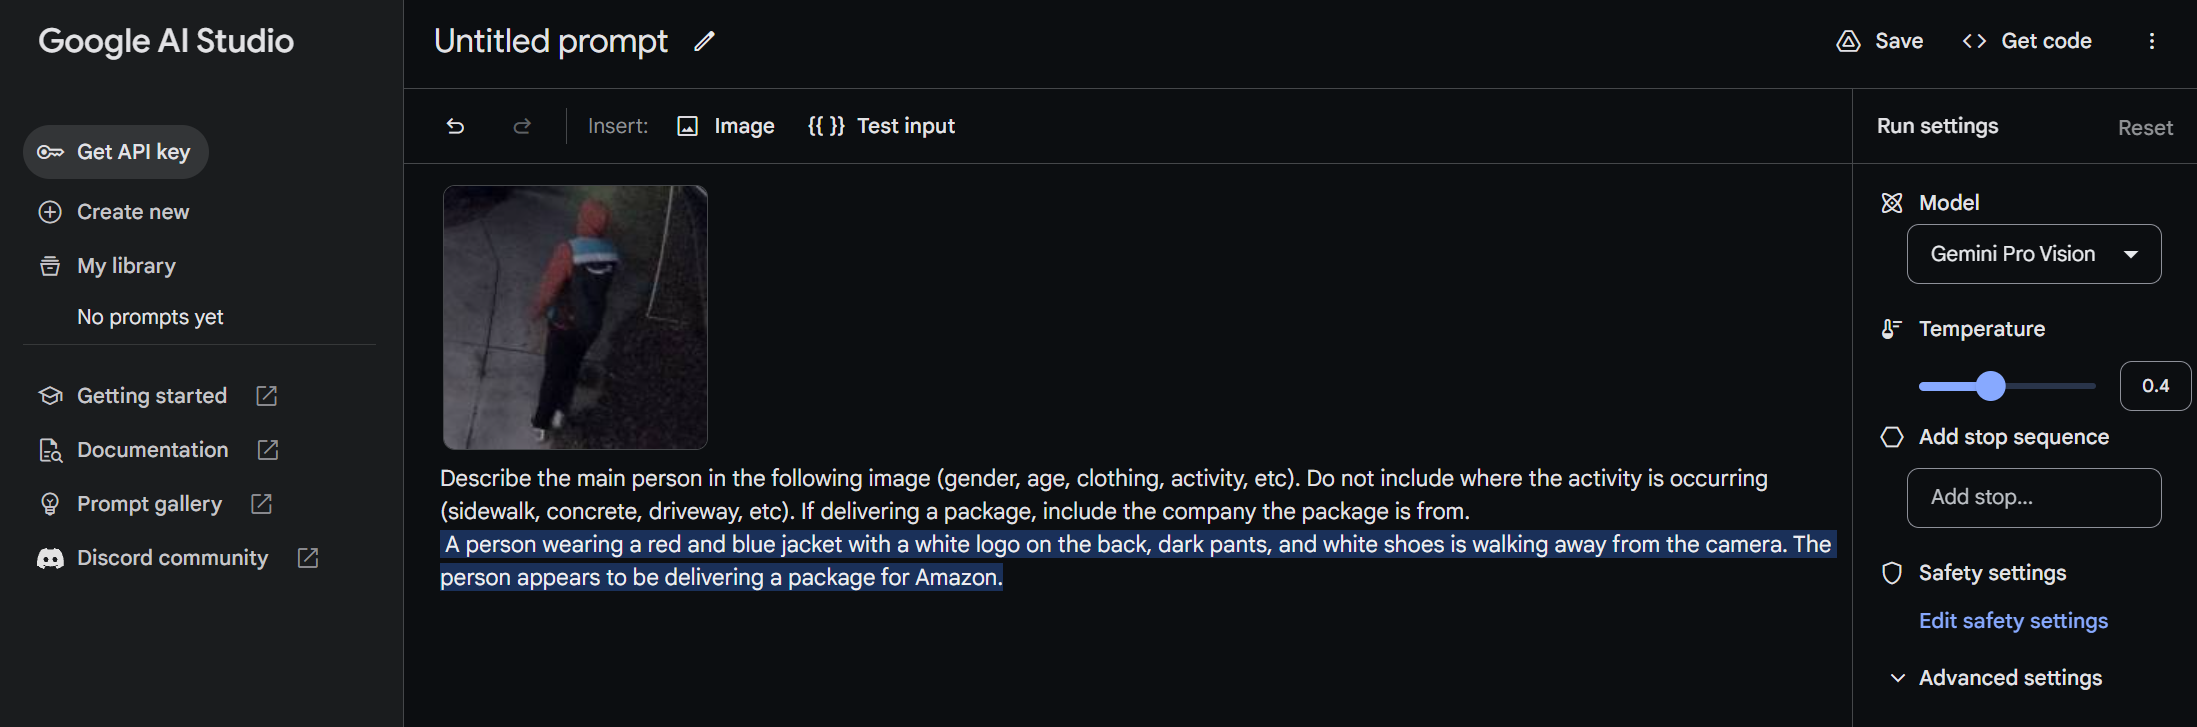 Google AI Studio
Get API key
Create new
My library
No prompts yet
Getting started
Documentation
Prompt gallery
Discord community
Untitled prompt
Save
Get code
Insert:
Image
{{ }} Test input
Describe the main person in the following image (gender, age, clothing, activity, etc). Do not include where the activity is occurring
(sidewalk, concrete, driveway, etc). If delivering a package, include the company the package is from.
A person wearing a red and blue jacket with a white logo on the back, dark pants, and white shoes is walking away from the camera. The
person appears to be delivering a package for Amazon.
Run settings
Reset
Model
Gemini Pro Vision
Temperature
0.4
Add stop sequence
Add stop...
Safety settings
Edit safety settings
Advanced settings